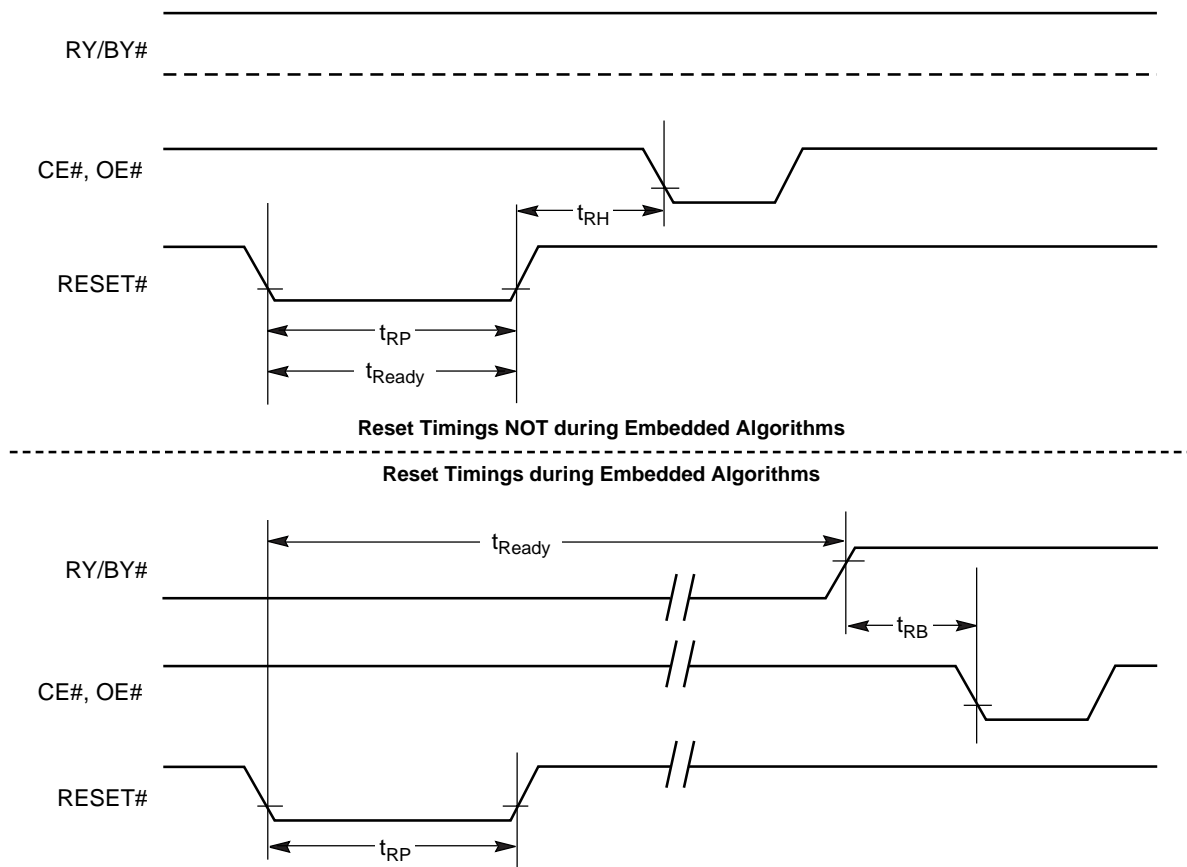 RY/BY#
CE#, OE#
tRH
RESET#
tRP
tReady
Reset Timings NOT during Embedded Algorithms
Reset Timings during Embedded Algorithms
tReady
RY/BY#
tRB
CE#, OE#
RESET#
tRP